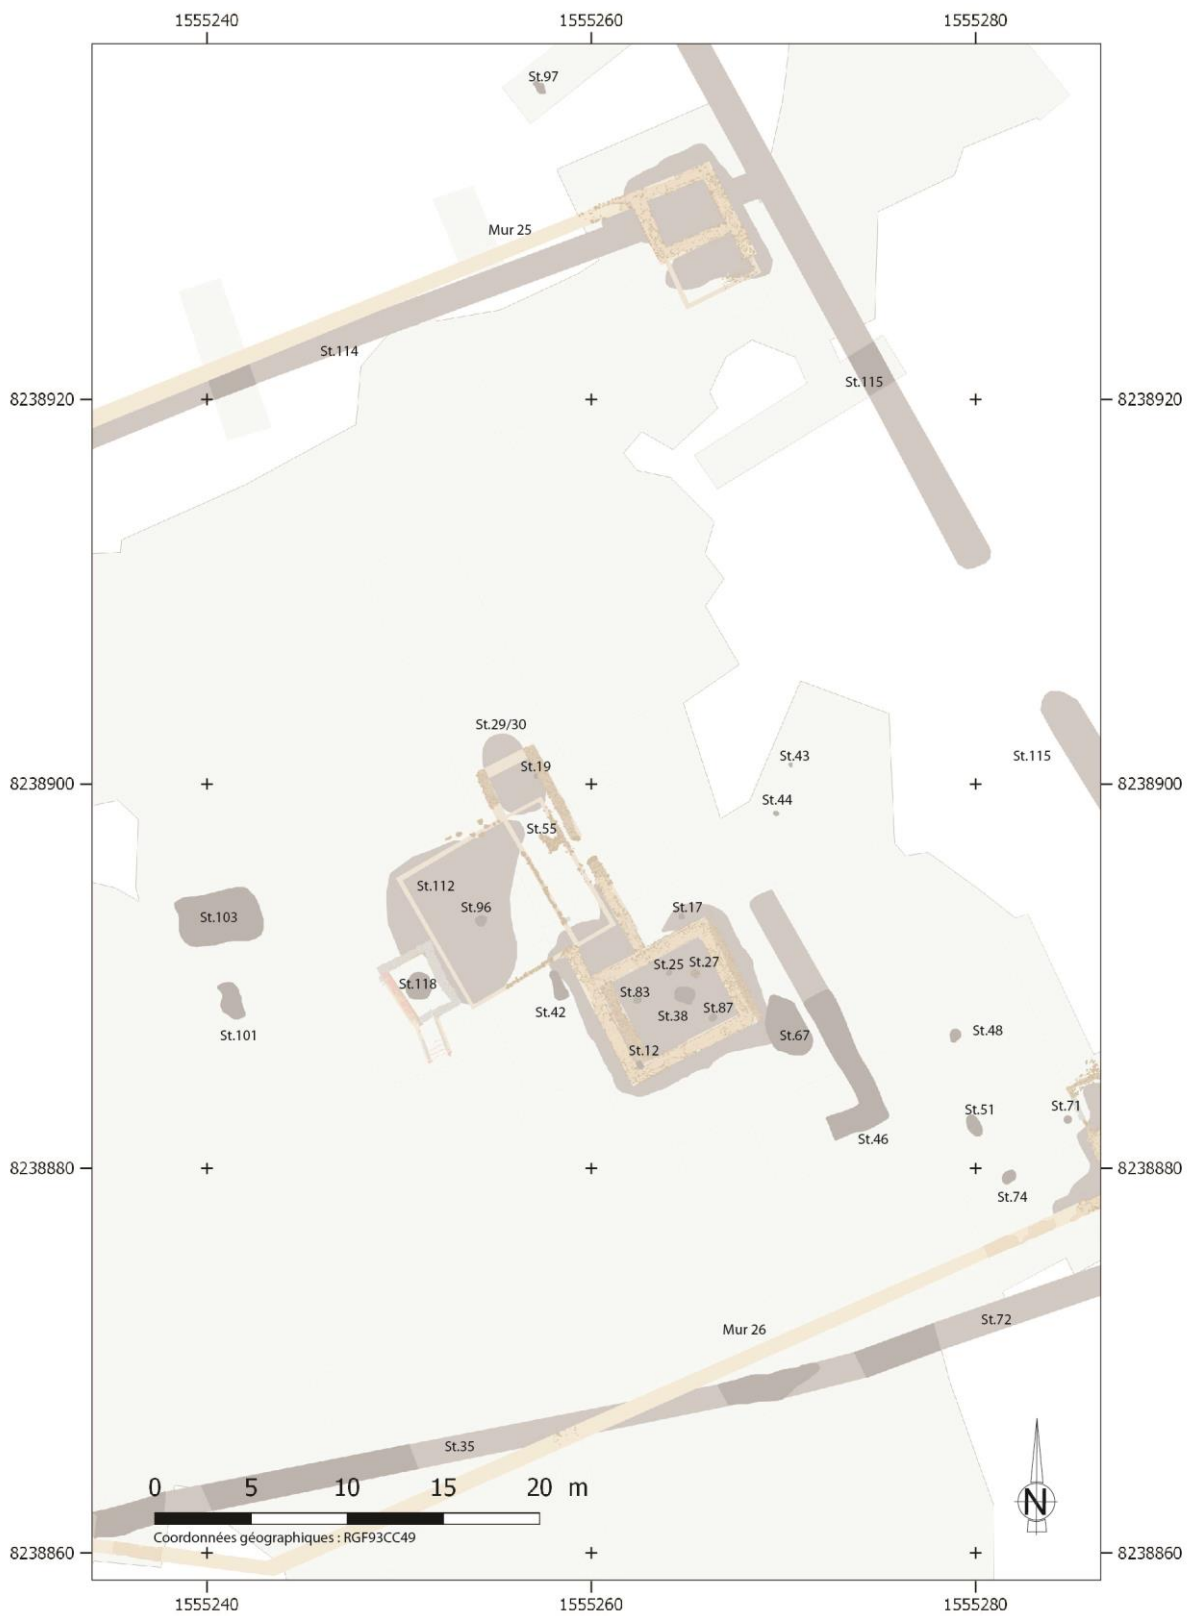 1555240 1555260 1555280
St.97
Mur 25
St.114
St.115
8238920 8238920
St.29/30
St.19
St.43
St.115
8238900 8238900
St.44
St.55
St.112
St.96
St.17
St.103
St.25 St.27
St.118
St.83
St.42
St.38
St.87
St.101
St.67
St.48
St.12
St.51
St.71
St.46
8238880 8238880
St.74
St.72
Mur 26
St.35
0 5 10 15 20 m
N
Coordonnées géographiques : RGF93CC49
8238860 8238860
1555240 1555260 1555280